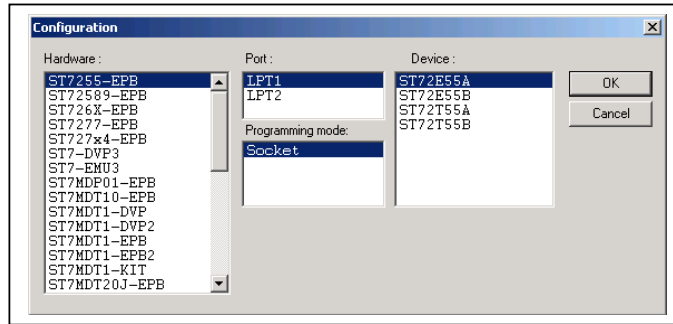 Configuration
Hardware :
ST7255-EPB
ST72589-EPB
ST726X-EPB
ST7277-EPB
ST727x4-EPB
ST7-DVP3
ST7-EMU3
ST7MDP01-EPB
ST7MDT10-EPB
ST7MDT1-DVP
ST7MDT1-DVP2
ST7MDT1-EPB
ST7MDT1-EPB2
ST7MDT1-KIT
ST7MDT20J-EPB
Port :
LPT1
LPT2
Programming mode:
Socket
Device :
ST72E55A
ST72E55B
ST72T55A
ST72T55B
OK
Cancel